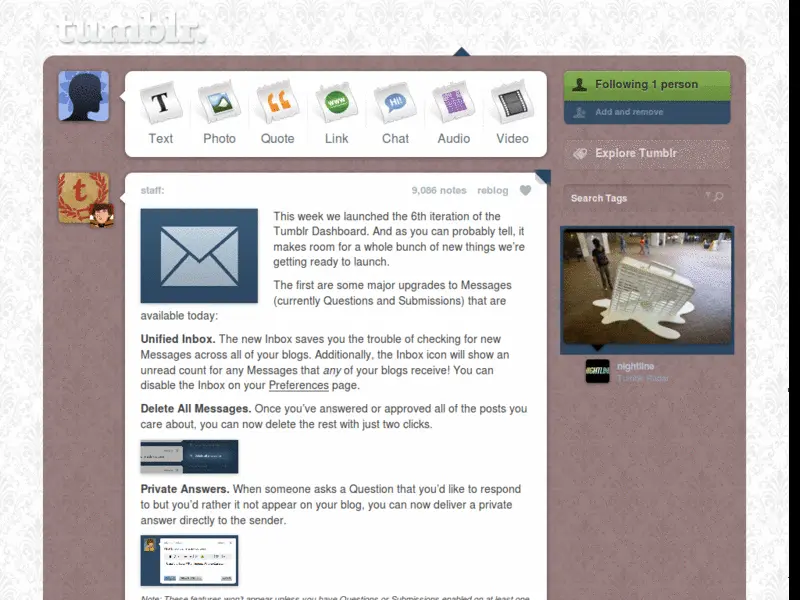 tumblr.
T
www
Hi!
Text Photo Quote Link Chat Audio Video
Following 1 person
Add and remove
Explore Tumblr
Search Tags
t
staff:
9,086 notes reblog
This week we launched the 6th iteration of the
Tumblr Dashboard. And as you can probably tell, it
makes room for a whole bunch of new things we're
getting ready to launch.
The first are some major upgrades to Messages
(currently Questions and Submissions) that are
available today:
Unified Inbox. The new Inbox saves you the trouble of checking for new
Messages across all of your blogs. Additionally, the Inbox icon will show an
unread count for any Messages that any of your blogs receive! You can
disable the Inbox on your Preferences page.
Delete All Messages. Once you've answered or approved all of the posts you
care about, you can now delete the rest with just two clicks.
Private Answers. When someone asks a Question that you'd like to respond
to but you'd rather it not appear on your blog, you can now deliver a private
answer directly to the sender.
Note: These features won't appear unless you have Questions or Submissions enabled on at least one
NIGHTLINE
nightline
Tumblr Radar